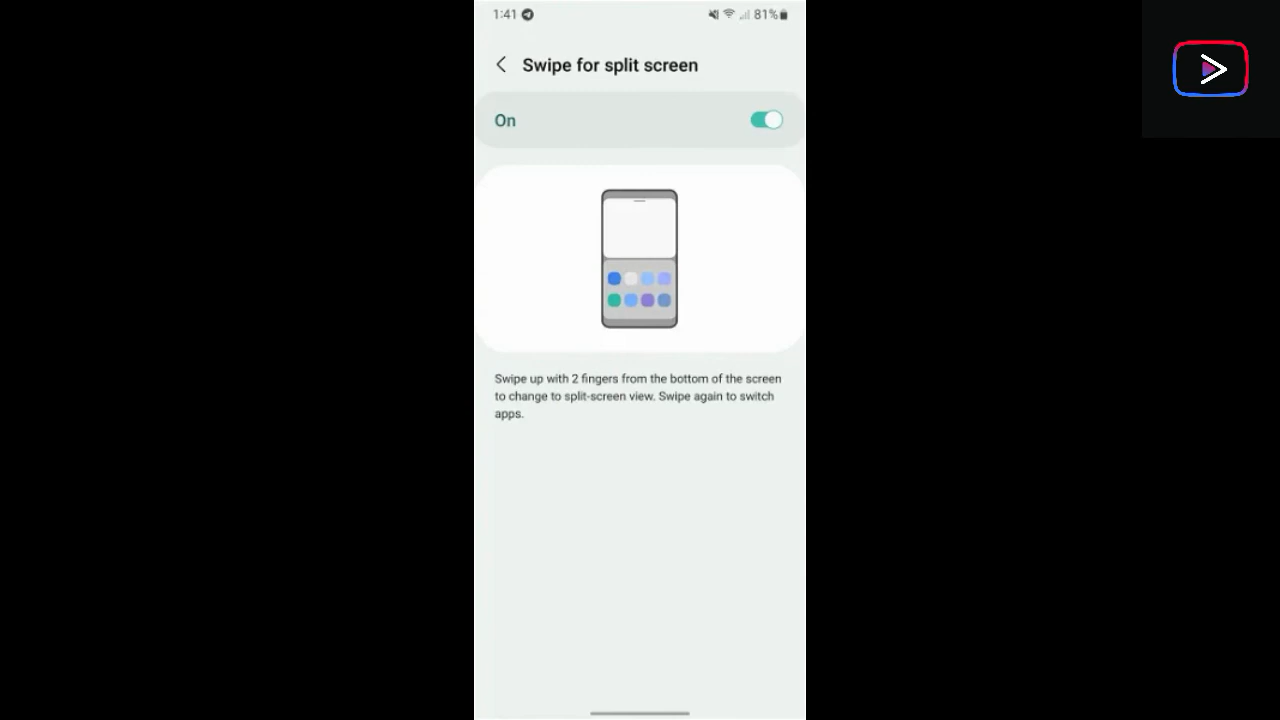 1:41 81%
Swipe for split screen
On
Swipe up with 2 fingers from the bottom of the screen
to change to split-screen view. Swipe again to switch
apps.